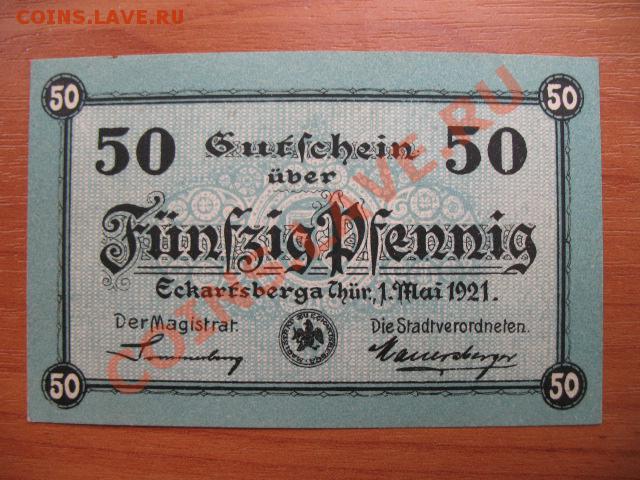 COINS.LAVE.RU
50 50
50 Gutschein 50
über
Fünfzig Pfennig
Eckartsberga Thür., 1. Mai 1921.
Der Magistrat. Die Stadtverordneten.
Mauersberger
50 50
COINS.LAVE.RU